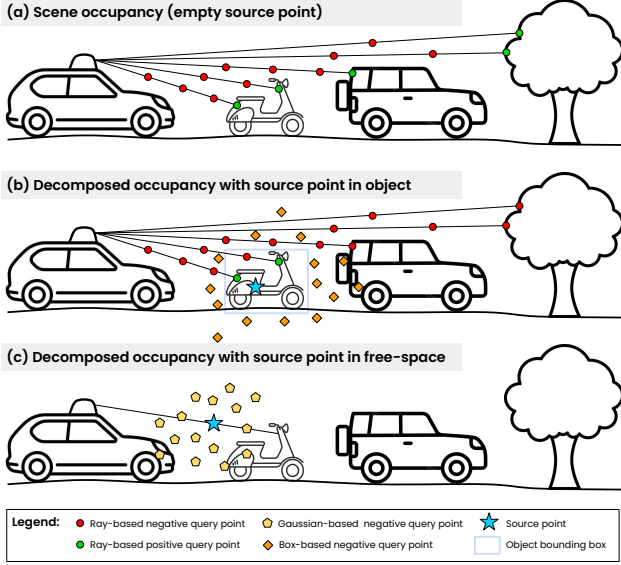 (a) Scene occupancy (empty source point)
(b) Decomposed occupancy with source point in object
(c) Decomposed occupancy with source point in free-space
Legend: Ray-based negative query point Gaussian-based negative query point Source point
Ray-based positive query point Box-based negative query point Object bounding box